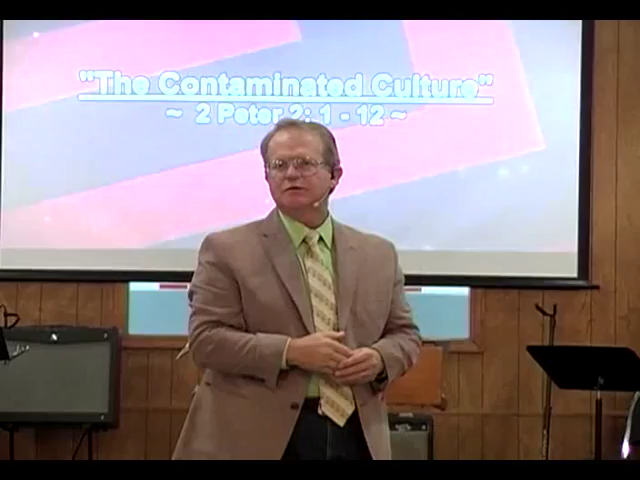 "The Contaminated Culture"
~ 2 Peter 2: 1 - 12 ~